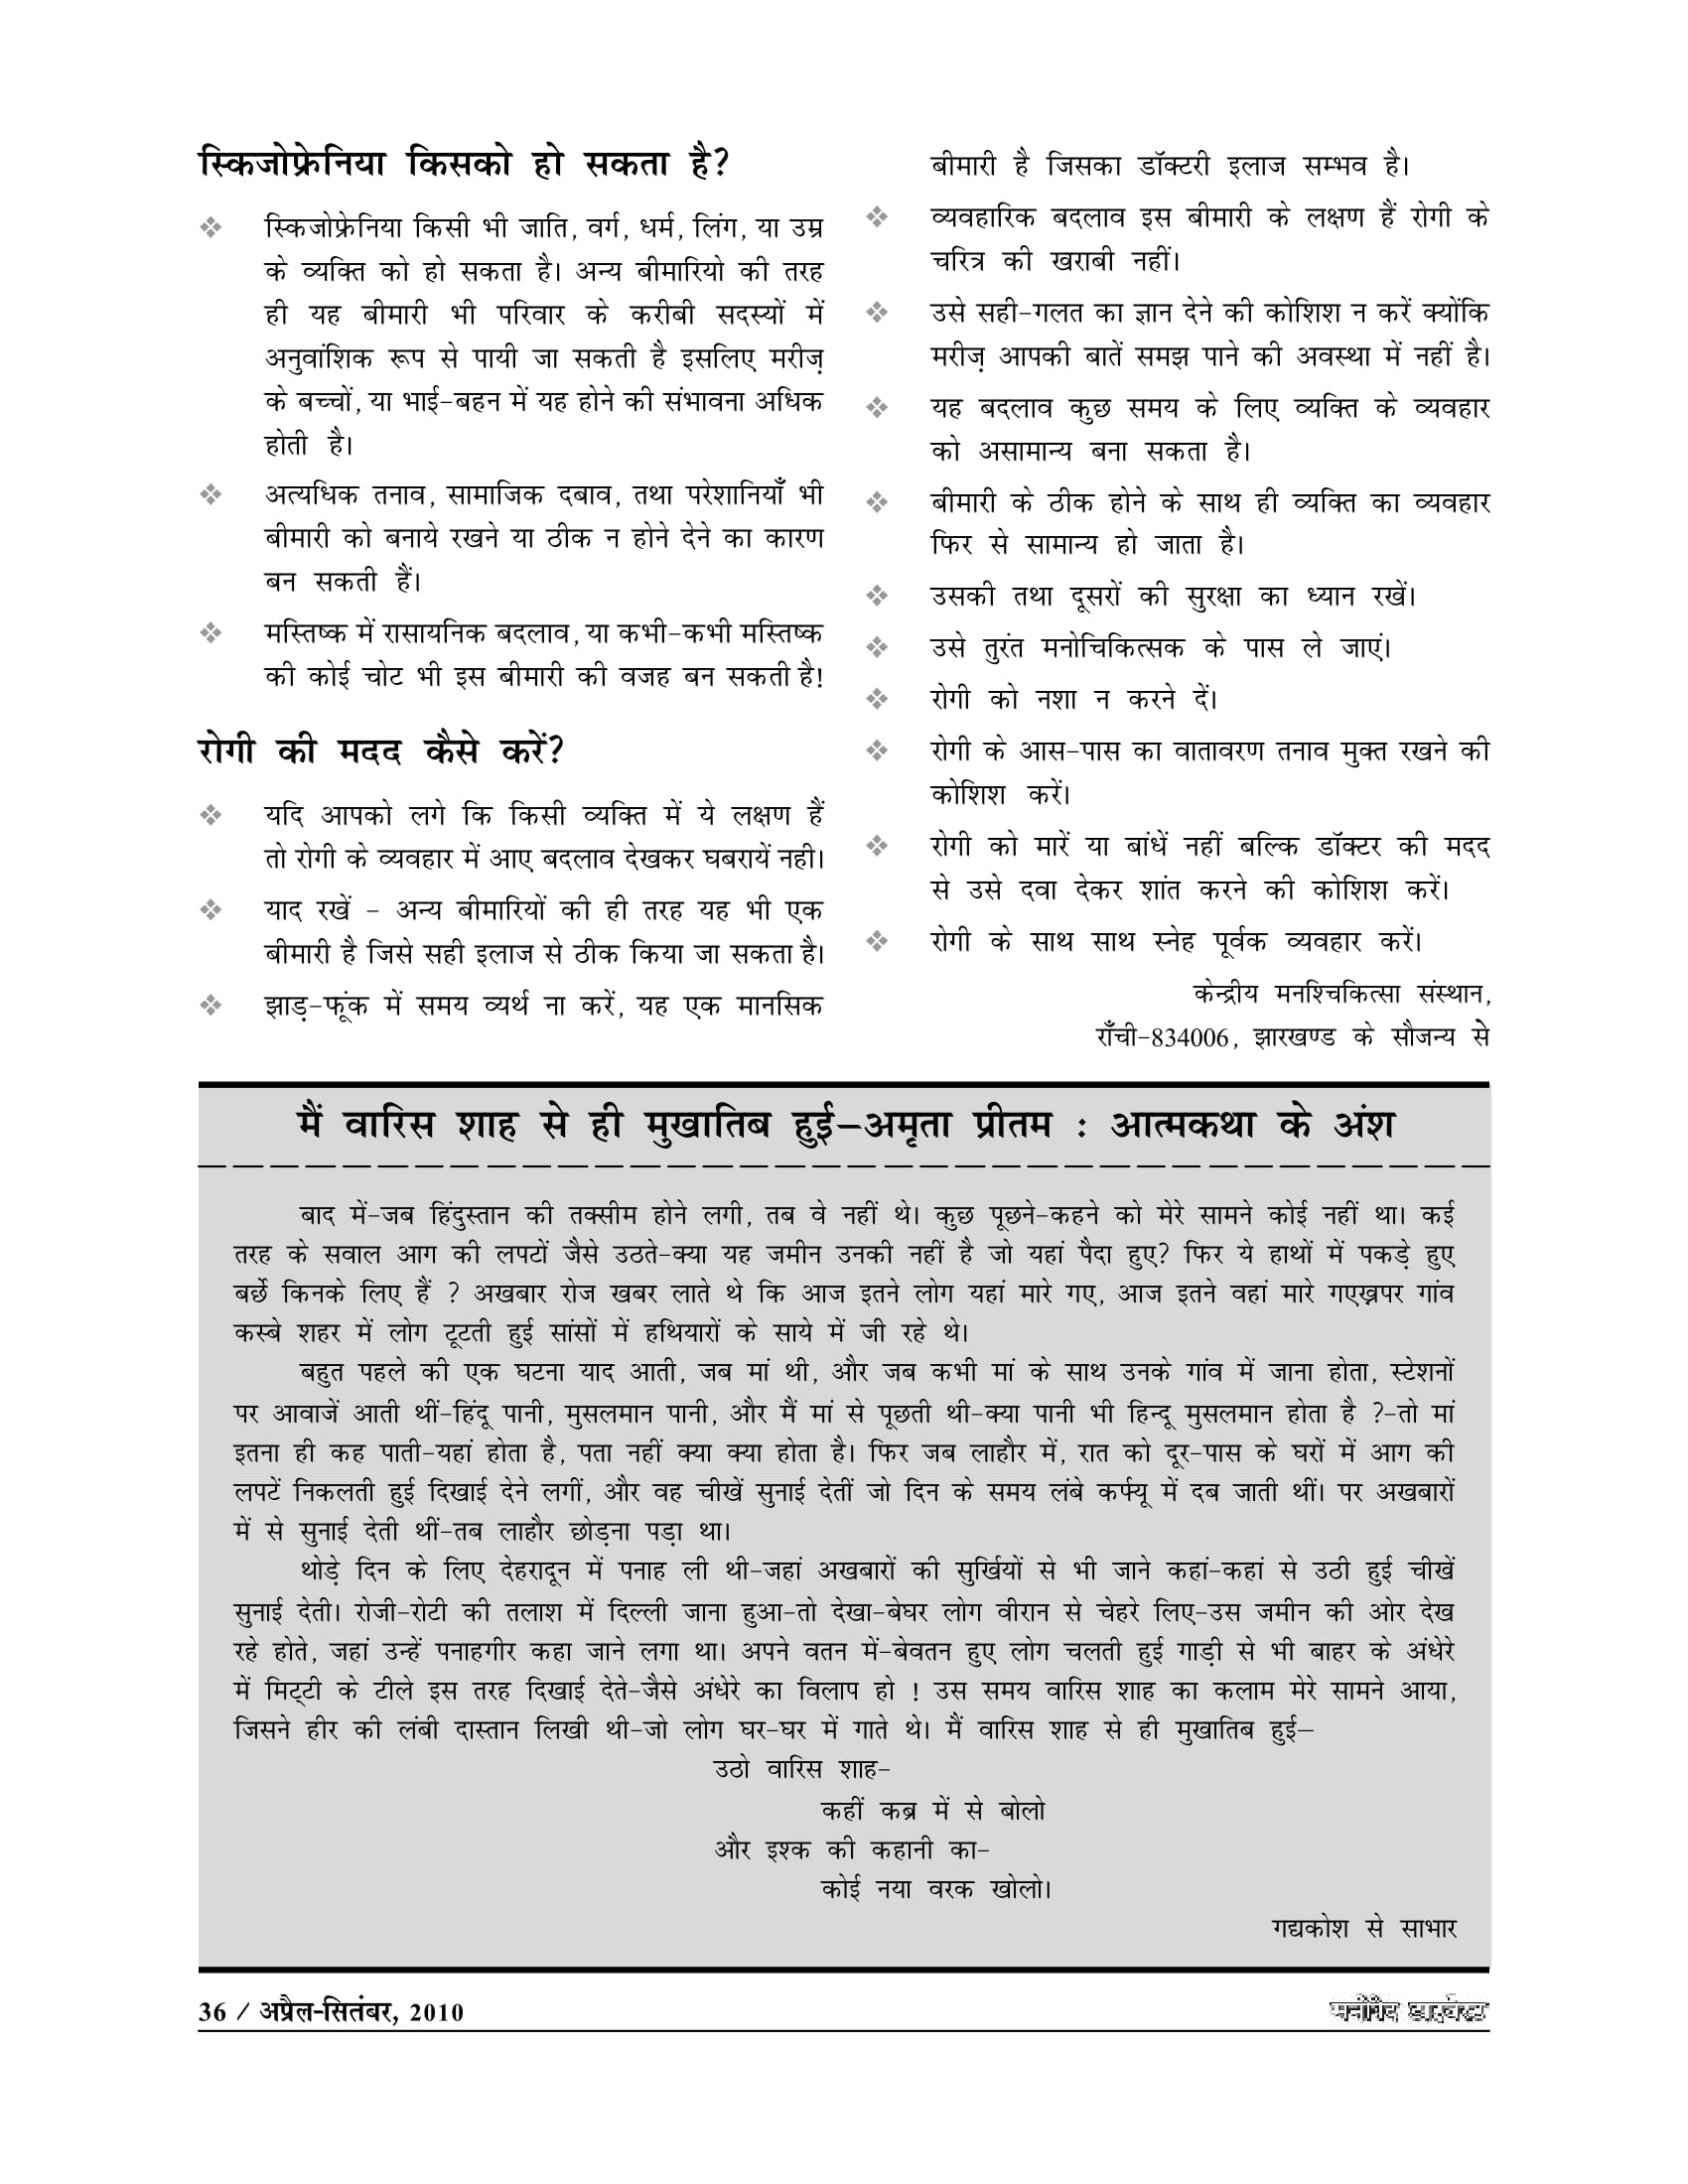 स्किजोफ्रेनिया किसको हो सकता है?
❖ स्किजोफ्रेनिया किसी भी जाति, वर्ग, धर्म, लिंग, या उम्र
के व्यक्ति को हो सकता है। अन्य बीमारियो की तरह
ही यह बीमारी भी परिवार के करीबी सदस्यों में
अनुवांशिक रूप से पायी जा सकती है इसलिए मरीज़
के बच्चों, या भाई-बहन में यह होने की संभावना अधिक
होती है।
❖ अत्यधिक तनाव, सामाजिक दबाव, तथा परेशानियाँ भी
बीमारी को बनाये रखने या ठीक न होने देने का कारण
बन सकती हैं।
❖ मस्तिष्क में रासायनिक बदलाव, या कभी-कभी मस्तिष्क
की कोई चोट भी इस बीमारी की वजह बन सकती है!
रोगी की मदद कैसे करें?
❖ यदि आपको लगे कि किसी व्यक्ति में ये लक्षण हैं
तो रोगी के व्यवहार में आए बदलाव देखकर घबरायें नही।
❖ याद रखें - अन्य बीमारियों की ही तरह यह भी एक
बीमारी है जिसे सही इलाज से ठीक किया जा सकता है।
❖ झाड़-फूंक में समय व्यर्थ ना करें, यह एक मानसिक
बीमारी है जिसका डॉक्टरी इलाज सम्भव है।
❖ व्यवहारिक बदलाव इस बीमारी के लक्षण हैं रोगी के
चरित्र की खराबी नहीं।
❖ उसे सही-गलत का ज्ञान देने की कोशिश न करें क्योंकि
मरीज़ आपकी बातें समझ पाने की अवस्था में नहीं है।
❖ यह बदलाव कुछ समय के लिए व्यक्ति के व्यवहार
को असामान्य बना सकता है।
❖ बीमारी के ठीक होने के साथ ही व्यक्ति का व्यवहार
फिर से सामान्य हो जाता है।
❖ उसकी तथा दूसरों की सुरक्षा का ध्यान रखें।
❖ उसे तुरंत मनोचिकित्सक के पास ले जाएं।
❖ रोगी को नशा न करने दें।
❖ रोगी के आस-पास का वातावरण तनाव मुक्त रखने की
कोशिश करें।
❖ रोगी को मारें या बांधें नहीं बल्कि डॉक्टर की मदद
से उसे दवा देकर शांत करने की कोशिश करें।
❖ रोगी के साथ साथ स्नेह पूर्वक व्यवहार करें।
केन्द्रीय मनश्चिकित्सा संस्थान,
राँची-834006, झारखण्ड के सौजन्य से
मैं वारिस शाह से ही मुखातिब हुई–अमृता प्रीतम : आत्मकथा के अंश
बाद में-जब हिंदुस्तान की तक्सीम होने लगी, तब वे नहीं थे। कुछ पूछने-कहने को मेरे सामने कोई नहीं था। कई
तरह के सवाल आग की लपटों जैसे उठते-क्या यह जमीन उनकी नहीं है जो यहां पैदा हुए? फिर ये हाथों में पकड़े हुए
बर्छे किनके लिए हैं ? अखबार रोज खबर लाते थे कि आज इतने लोग यहां मारे गए, आज इतने वहां मारे गएख़पर गांव
कस्बे शहर में लोग टूटती हुई सांसों में हथियारों के साये में जी रहे थे।
बहुत पहले की एक घटना याद आती, जब मां थी, और जब कभी मां के साथ उनके गांव में जाना होता, स्टेशनों
पर आवाजें आती थीं-हिंदू पानी, मुसलमान पानी, और मैं मां से पूछती थी-क्या पानी भी हिन्दू मुसलमान होता है ?-तो मां
इतना ही कह पाती-यहां होता है, पता नहीं क्या क्या होता है। फिर जब लाहौर में, रात को दूर-पास के घरों में आग की
लपटें निकलती हुई दिखाई देने लगीं, और वह चीखें सुनाई देतीं जो दिन के समय लंबे कर्फ्यू में दब जाती थीं। पर अखबारों
में से सुनाई देती थीं-तब लाहौर छोड़ना पड़ा था।
थोड़े दिन के लिए देहरादून में पनाह ली थी-जहां अखबारों की सुर्खियों से भी जाने कहां-कहां से उठी हुई चीखें
सुनाई देती। रोजी-रोटी की तलाश में दिल्ली जाना हुआ-तो देखा-बेघर लोग वीरान से चेहरे लिए-उस जमीन की ओर देख
रहे होते, जहां उन्हें पनाहगीर कहा जाने लगा था। अपने वतन में-बेवतन हुए लोग चलती हुई गाड़ी से भी बाहर के अंधेरे
में मिट्टी के टीले इस तरह दिखाई देते-जैसे अंधेरे का विलाप हो ! उस समय वारिस शाह का कलाम मेरे सामने आया,
जिसने हीर की लंबी दास्तान लिखी थी-जो लोग घर-घर में गाते थे। मैं वारिस शाह से ही मुखातिब हुई–
उठो वारिस शाह-
कहीं कब्र में से बोलो
और इश्क की कहानी का-
कोई नया वरक खोलो।
गद्यकोश से साभार
36 / अप्रैल-सितंबर, 2010